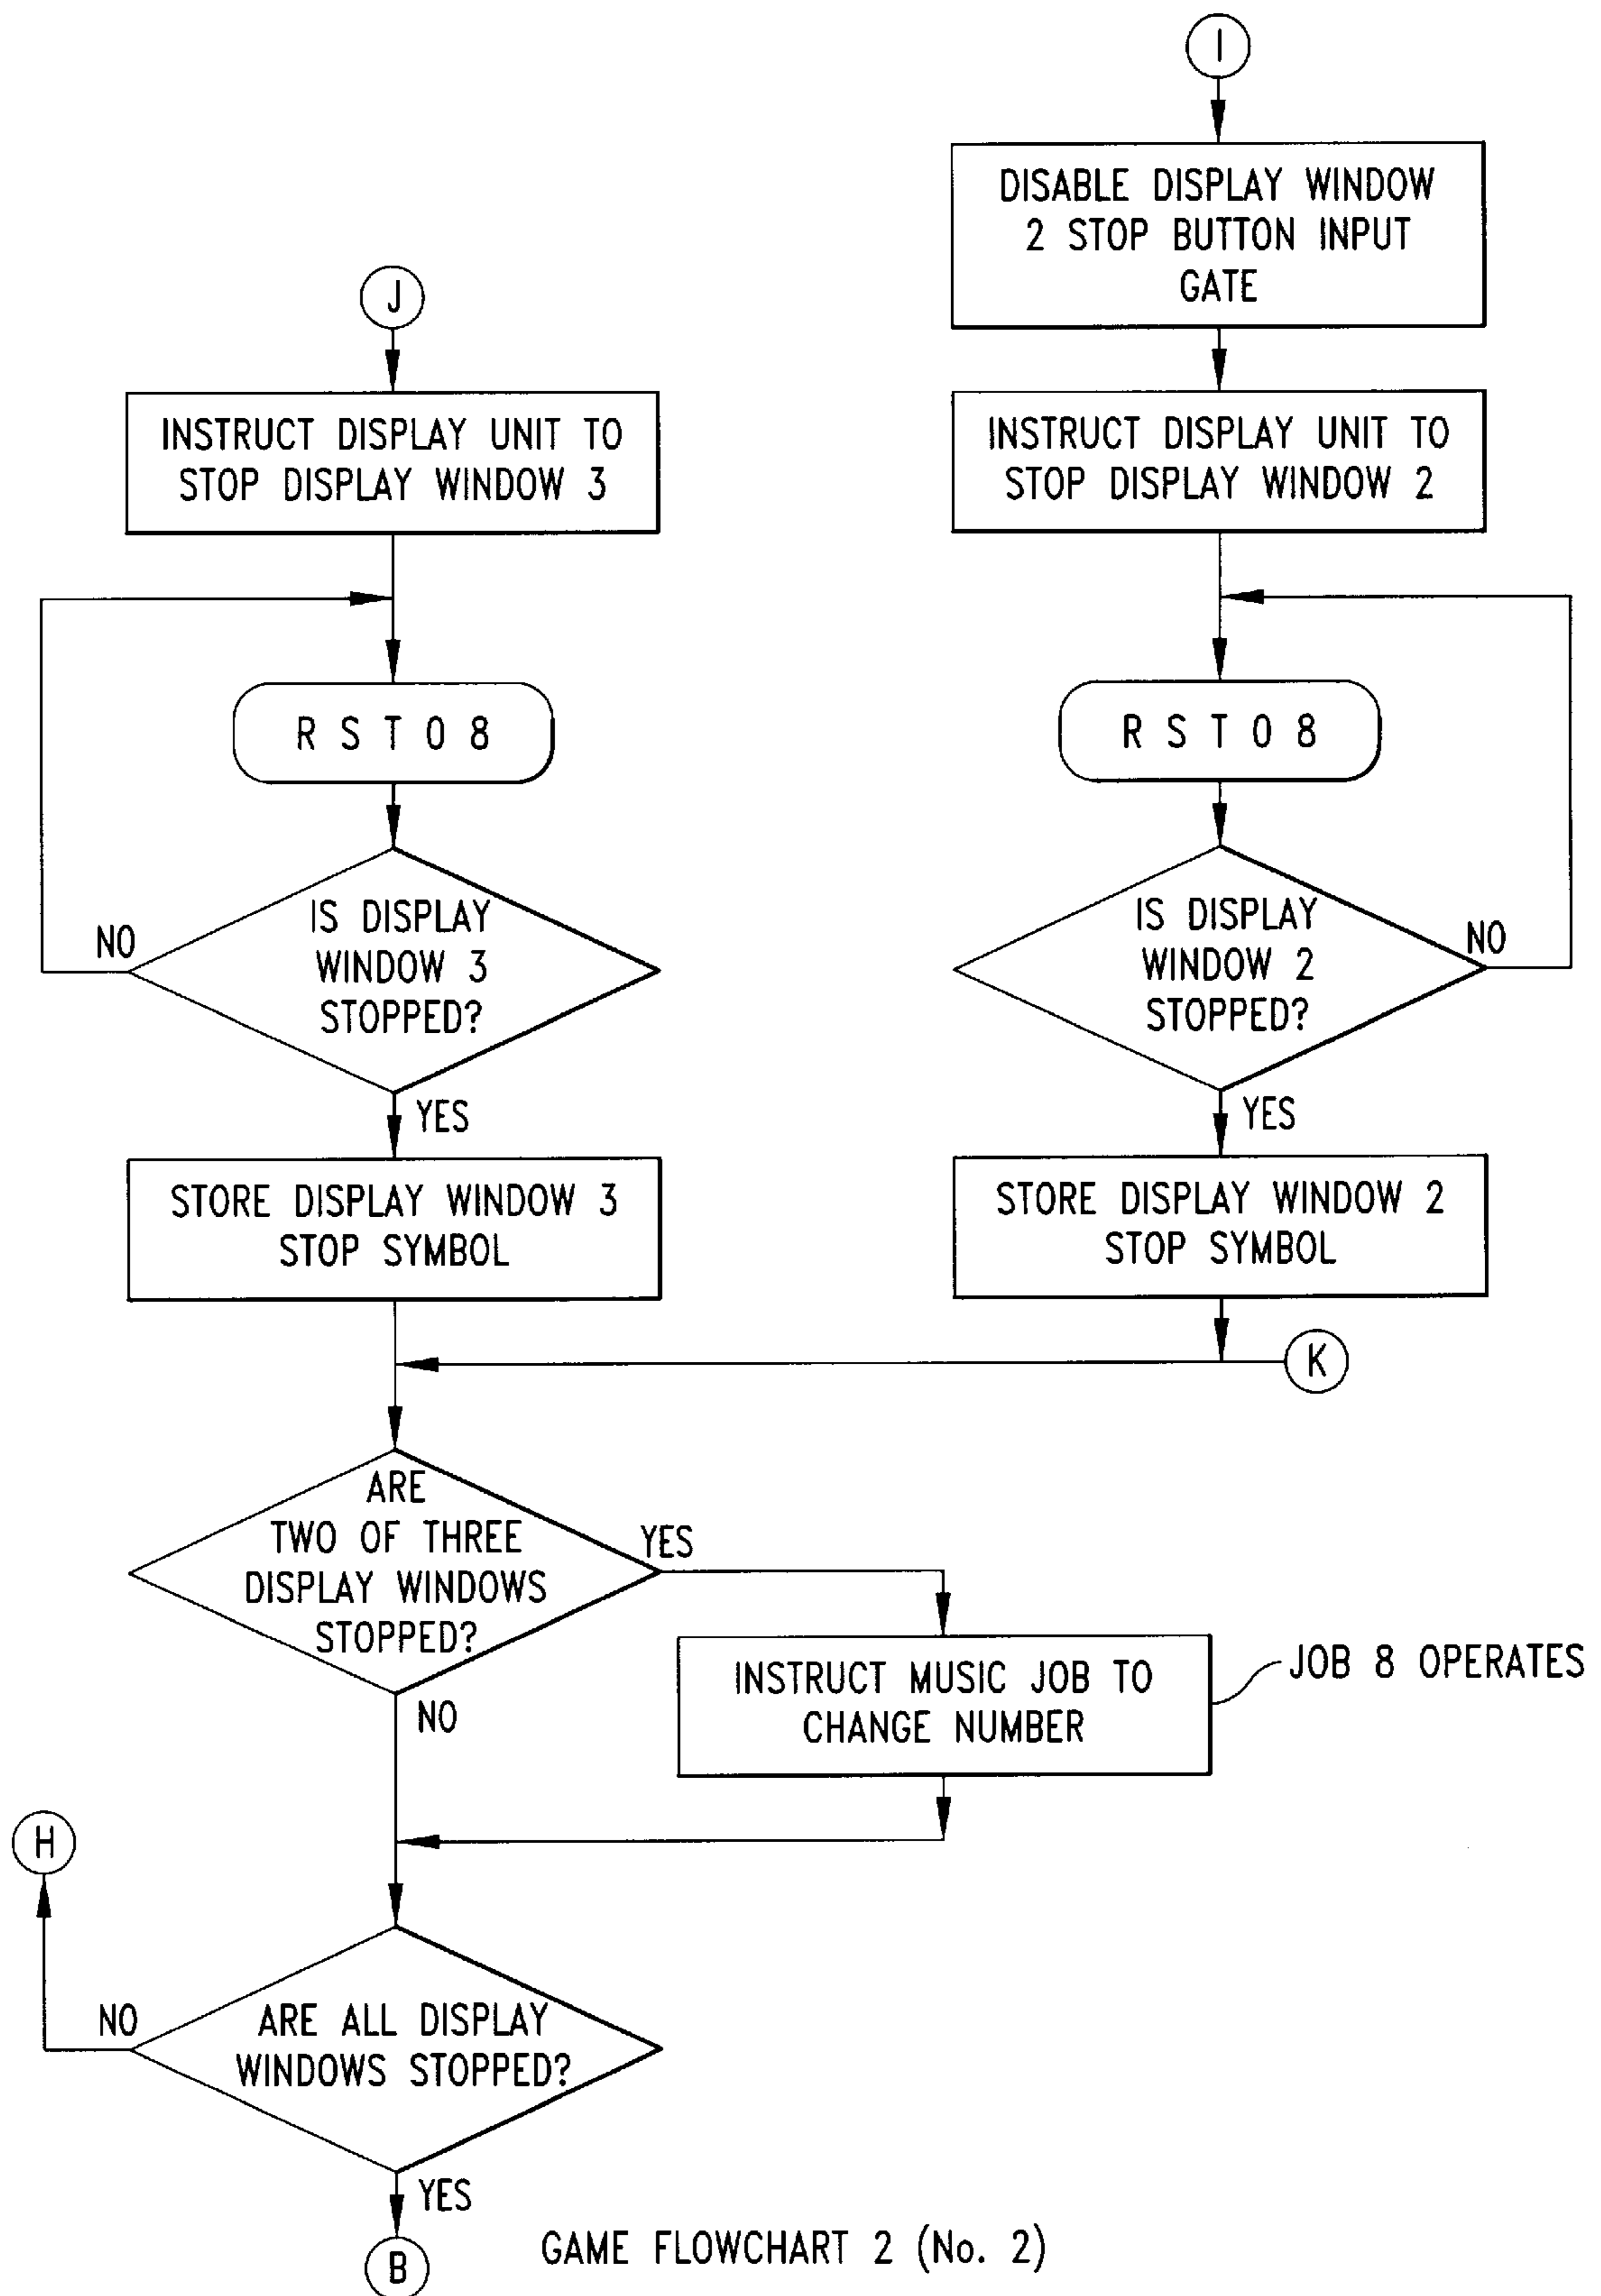 I
DISABLE DISPLAY WINDOW
2 STOP BUTTON INPUT
GATE
J
INSTRUCT DISPLAY UNIT TO
STOP DISPLAY WINDOW 3
INSTRUCT DISPLAY UNIT TO
STOP DISPLAY WINDOW 2
R S T 0 8
R S T 0 8
IS DISPLAY
WINDOW 3
STOPPED?
NO
YES
IS DISPLAY
WINDOW 2
STOPPED?
NO
YES
STORE DISPLAY WINDOW 3
STOP SYMBOL
STORE DISPLAY WINDOW 2
STOP SYMBOL
K
ARE
TWO OF THREE
DISPLAY WINDOWS
STOPPED?
YES
NO
INSTRUCT MUSIC JOB TO
CHANGE NUMBER
JOB 8 OPERATES
H
NO
ARE ALL DISPLAY
WINDOWS STOPPED?
YES
B
GAME FLOWCHART 2 (No. 2)